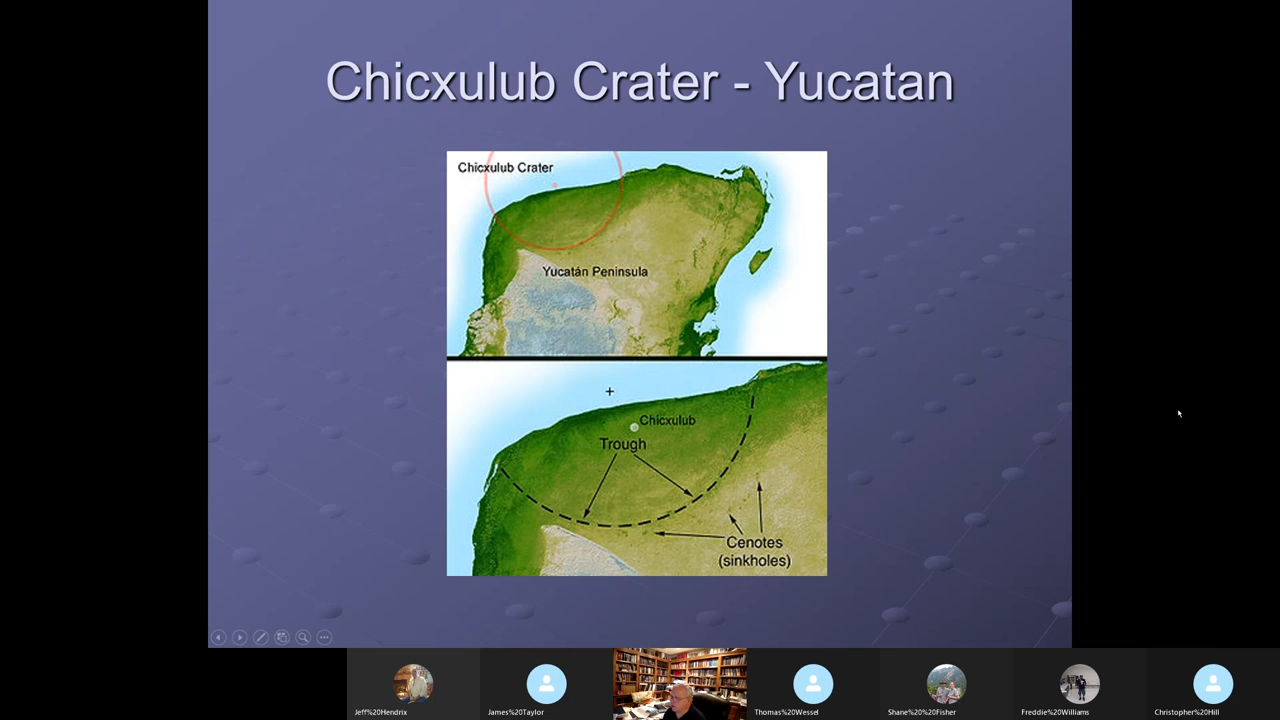 Chicxulub Crater - Yucatan
Chicxulub Crater
Yucatán Peninsula
Chicxulub
Trough
Cenotes
(sinkholes)
Jeff%20Hendrix
James%20Taylor
Thomas%20Wessel
Shane%20%20Fisher
Freddie%20Williams
Christopher%20Hill